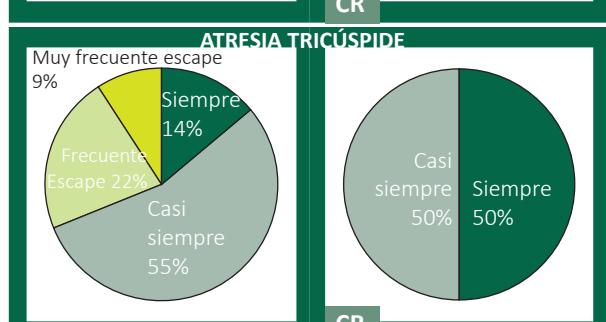 CR
ATRESIA TRICÚSPIDE
Muy frecuente escape
9%
Siempre
14%
Frecuente
Escape 22%
Casi
siempre
55%
Casi
siempre
50%
Siempre
50%
CR